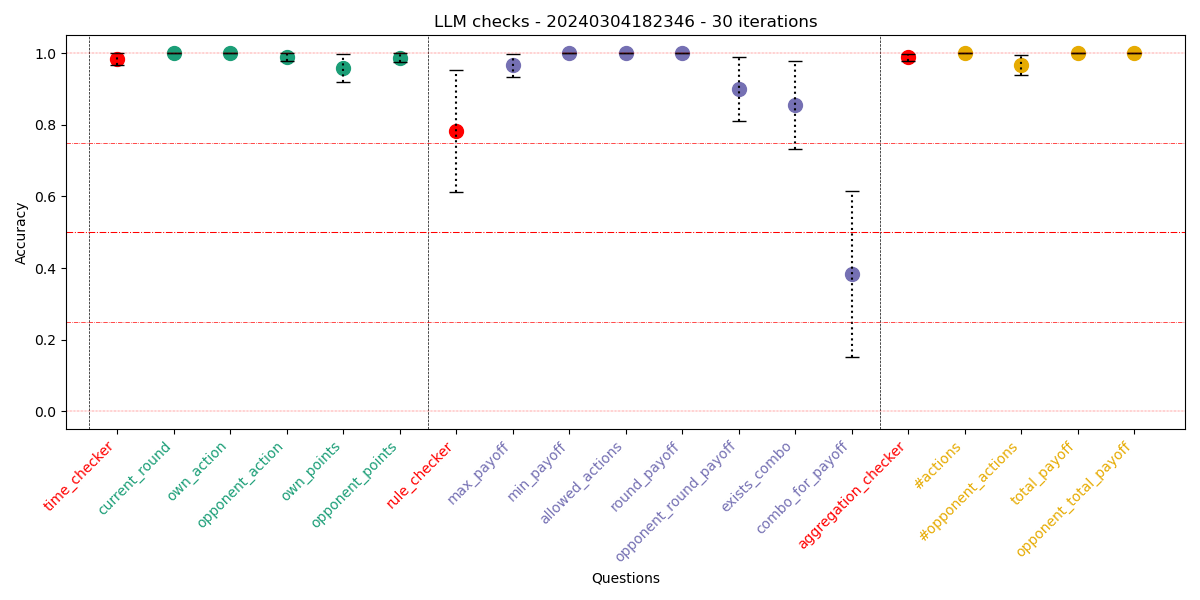 LLM checks - 20240304182346 - 30 iterations
Accuracy
1.0
0.8
0.6
0.4
0.2
0.0
time_checker
current_round
own_action
opponent_action
own_points
opponent_points
rule_checker
max_payoff
min_payoff
allowed_actions
round_payoff
opponent_round_payoff
exists_combo
combo_for_payoff
aggregation_checker
#actions
#opponent_actions
total_payoff
opponent_total_payoff
Questions